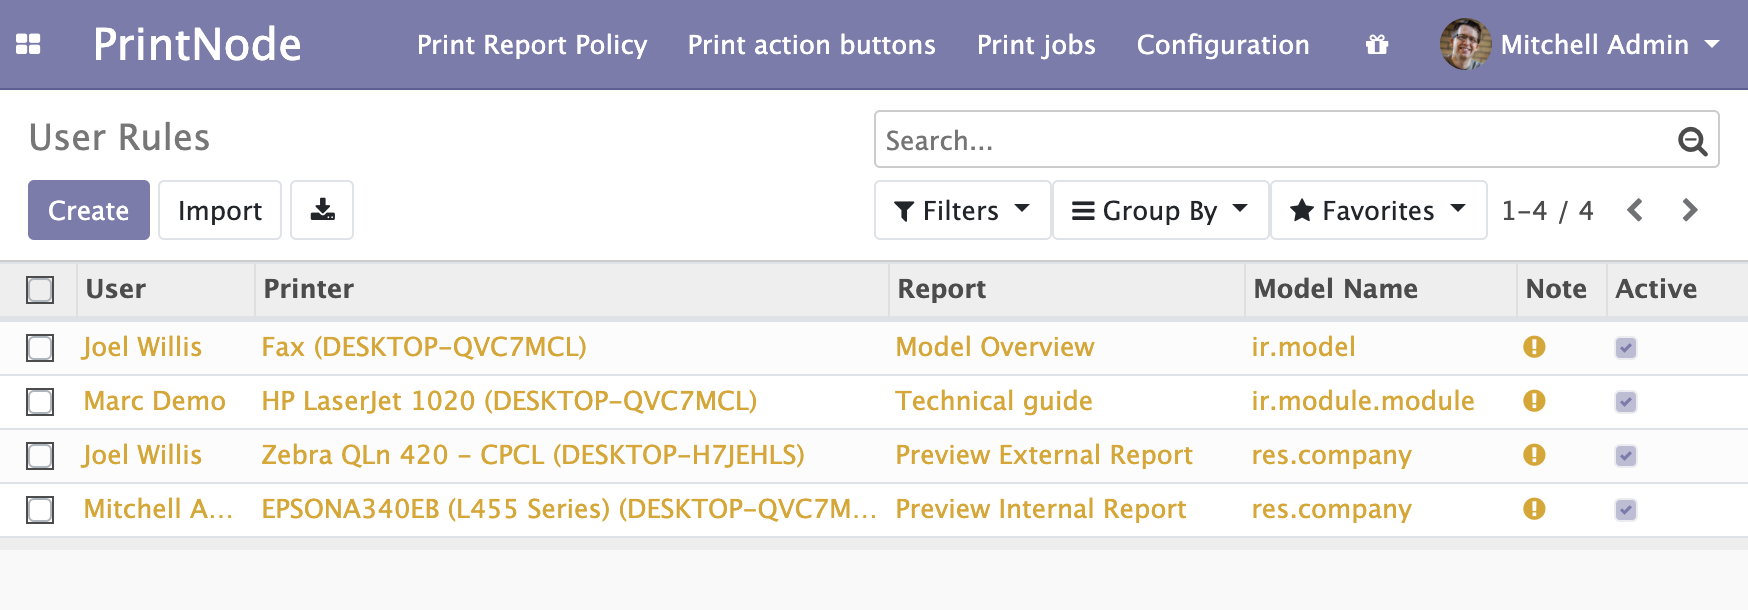 PrintNode Print Report Policy Print action buttons Print jobs Configuration Mitchell Admin
User Rules
Search...
Create Import Filters Group By Favorites 1-4 / 4
User Printer Report Model Name Note Active
Joel Willis Fax (DESKTOP-QVC7MCL) Model Overview ir.model
Marc Demo HP LaserJet 1020 (DESKTOP-QVC7MCL) Technical guide ir.module.module
Joel Willis Zebra QLn 420 - CPCL (DESKTOP-H7JEHLS) Preview External Report res.company
Mitchell A... EPSONA340EB (L455 Series) (DESKTOP-QVC7M... Preview Internal Report res.company